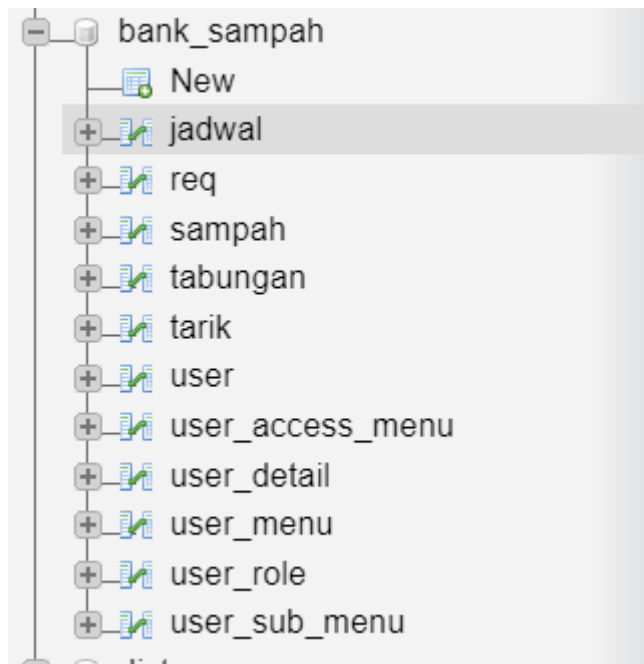 bank_sampah
New
jadwal
req
sampah
tabungan
tarik
user
user_access_menu
user_detail
user_menu
user_role
user_sub_menu